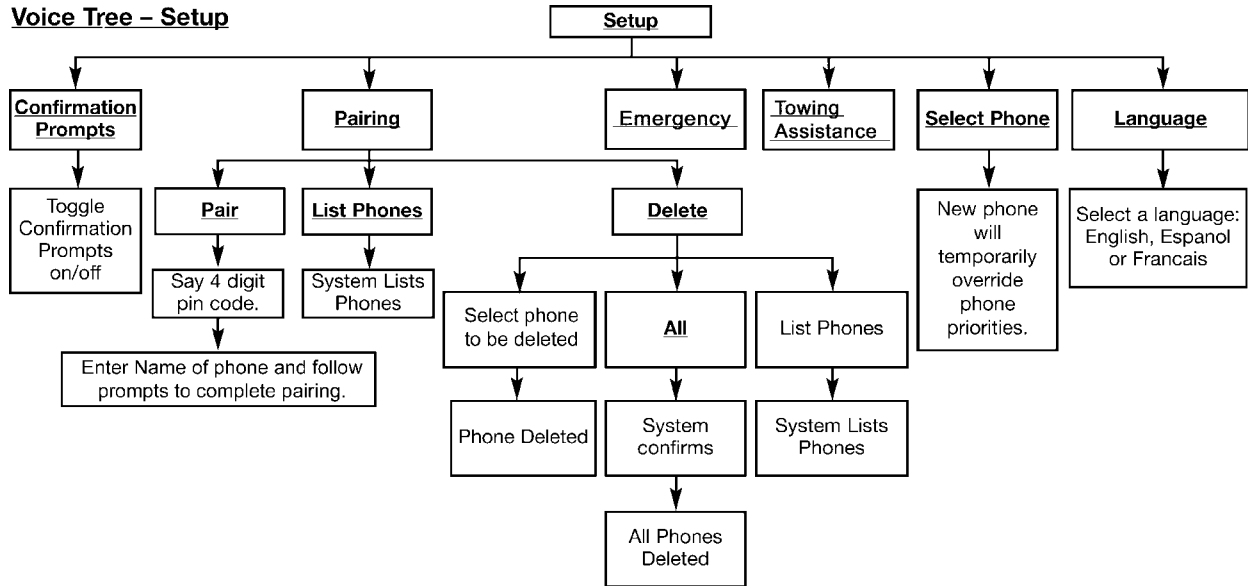 Voice Tree – Setup
Setup
Confirmation
Prompts
Pairing
Emergency
Towing
Assistance
Select Phone
Language
Toggle
Confirmation
Prompts
on/off
Pair
List Phones
Delete
New phone
will
temporarily
override
phone
priorities.
Select a language:
English, Espanol
or Francais
Say 4 digit
pin code.
System Lists
Phones
Select phone
to be deleted
All
List Phones
Enter Name of phone and follow
prompts to complete pairing.
Phone Deleted
System
confirms
System Lists
Phones
All Phones
Deleted